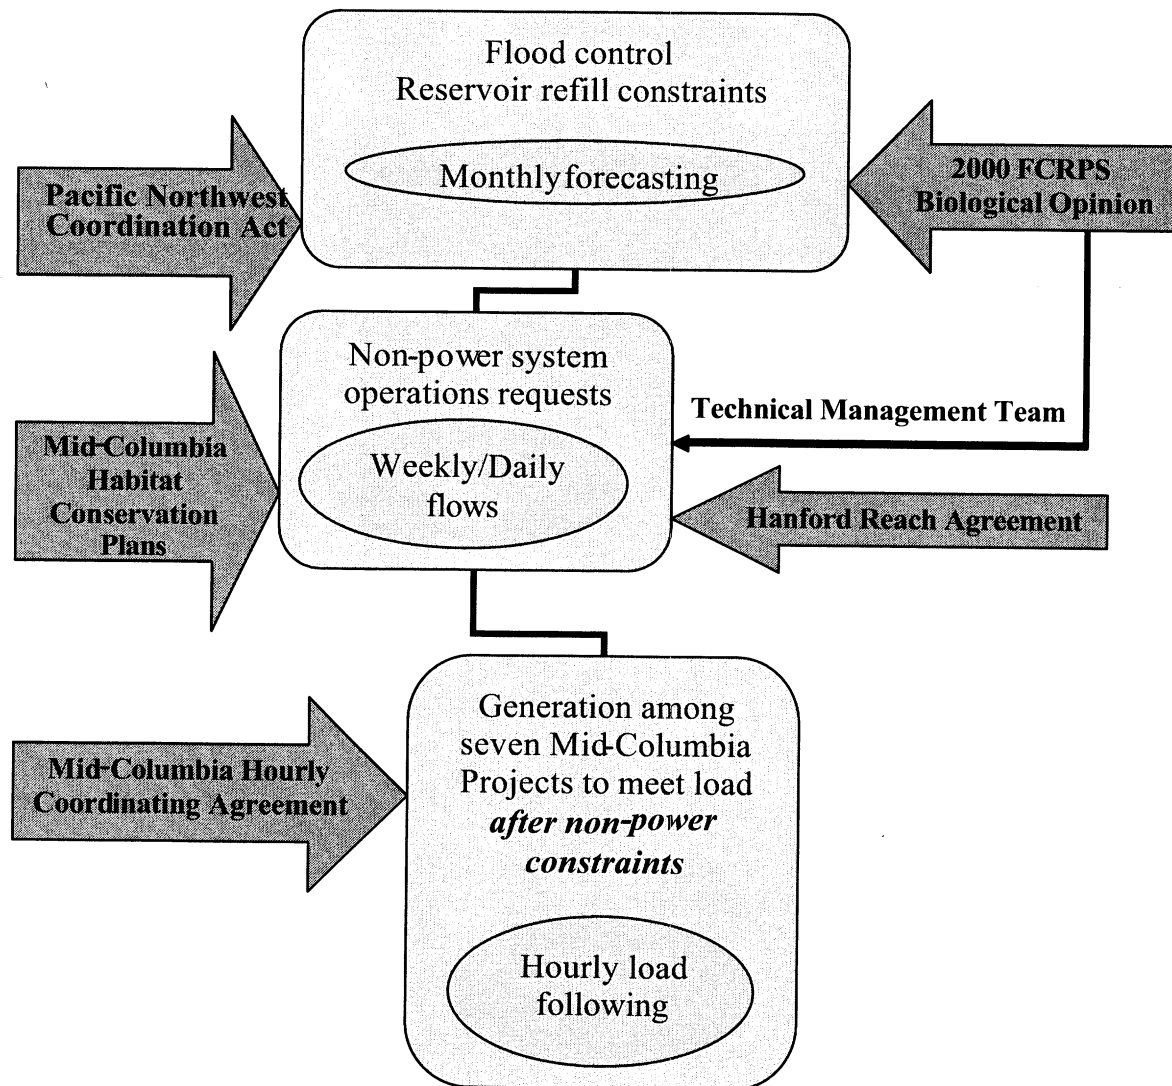 Flood control
Reservoir refill constraints
Monthly forecasting
Pacific Northwest
Coordination Act
2000 FCRPS
Biological Opinion
Non-power system
operations requests
Weekly/Daily
flows
Technical Management Team
Mid-Columbia
Habitat
Conservation
Plans
Hanford Reach Agreement
Generation among
seven Mid-Columbia
Projects to meet load
after non-power
constraints
Mid-Columbia Hourly
Coordinating Agreement
Hourly load
following